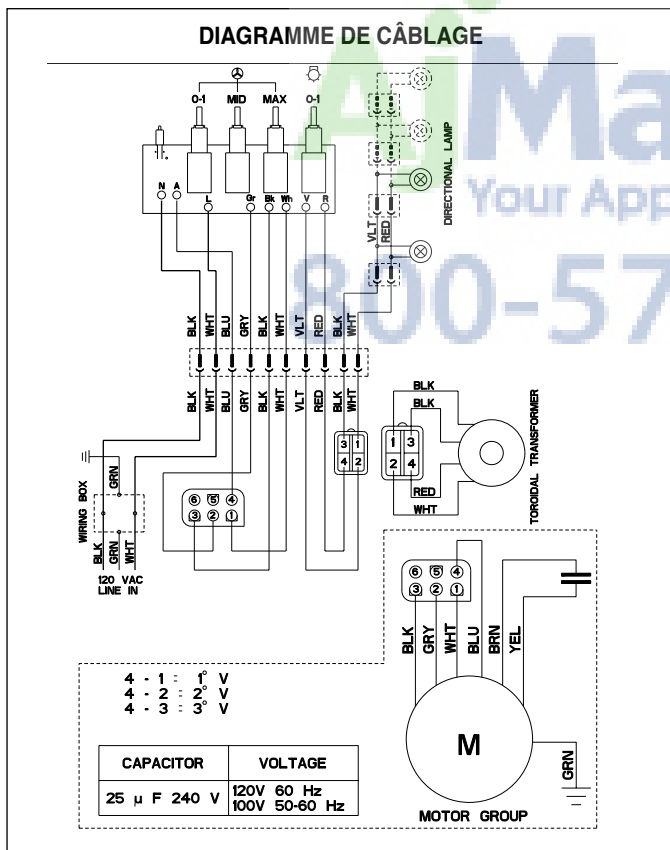 DIAGRAMME DE CÂBLAGE
AjMa
Your App
800-57
0-1 MID MAX 0-1
N A L Gr Bk Wh V R
DIRECTIONAL LAMP
VLT RED
BLK WHT BLU GRY BLK WHT VLT RED BLK WHT
BLK WHT BLU GRY BLK WHT VLT RED BLK WHT
3 1
4 2
BLK
BLK
1 3
2 4
RED
WHT
TOROIDAL TRANSFORMER
GRN
WIRING BOX
BLK GRN WHT
120 VAC
LINE IN
6 5 4
3 2 1
6 5 4
3 2 1
BLK GRY WHT BLU BRN YEL
M
GRN
MOTOR GROUP
4 - 1 = 1° V
4 - 2 = 2° V
4 - 3 = 3° V
CAPACITOR VOLTAGE
25 µ F 240 V 120V 60 Hz
100V 50-60 Hz